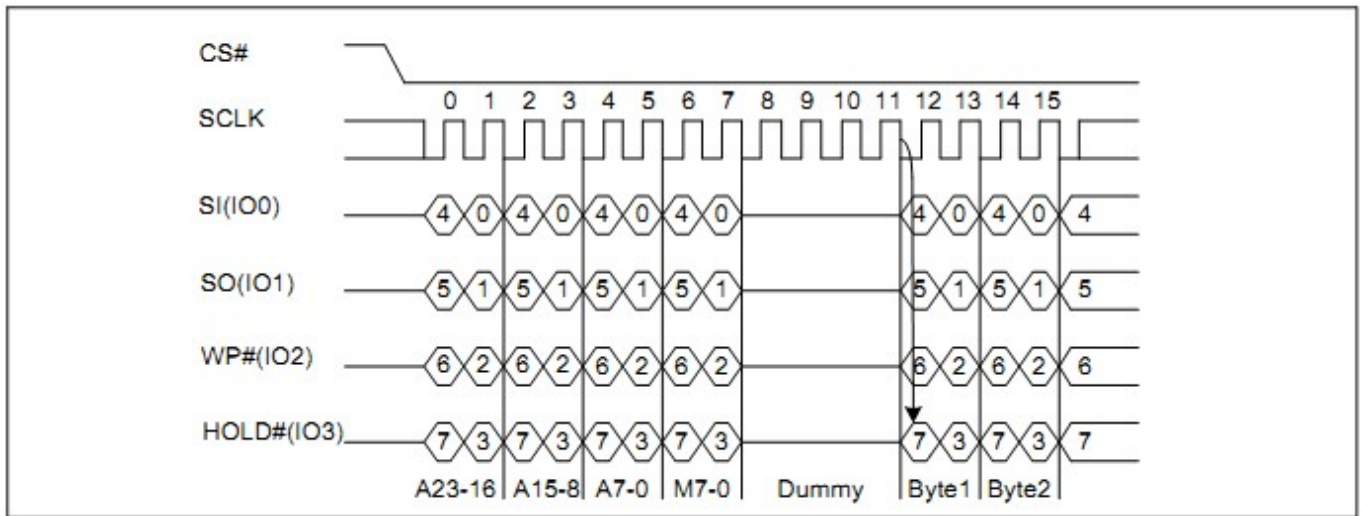 CS#
0 1 2 3 4 5 6 7 8 9 10 11 12 13 14 15
SCLK
SI(IO0) 4 0 4 0 4 0 4 0 4 0 4 0 4
SO(IO1) 5 1 5 1 5 1 5 1 5 1 5 1 5
WP#(IO2) 6 2 6 2 6 2 6 2 6 2 6 2 6
HOLD#(IO3) 7 3 7 3 7 3 7 3 7 3 7 3 7
A23-16 A15-8 A7-0 M7-0 Dummy Byte1 Byte2